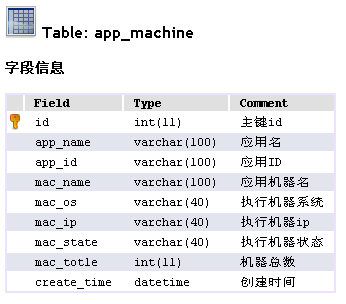 Table: app_machine
字段信息
Field Type Comment
id int(11) 主键id
app_name varchar(100) 应用名
app_id varchar(100) 应用ID
mac_name varchar(100) 应用机器名
mac_os varchar(40) 执行机器系统
mac_ip varchar(40) 执行机器ip
mac_state varchar(40) 执行机器状态
mac_totle int(11) 机器总数
create_time datetime 创建时间